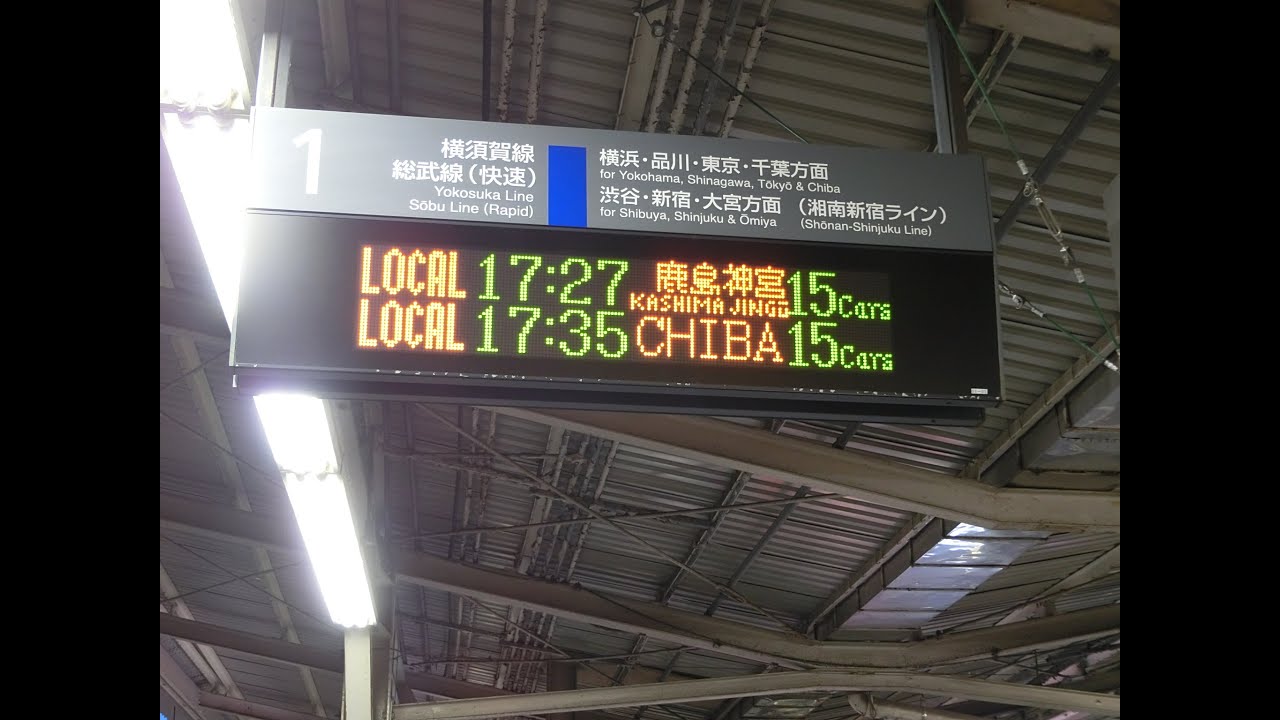 1
横須賀線
総武線(快速)
Yokosuka Line
Sōbu Line (Rapid)
横浜・品川・東京・千葉方面
for Yokohama, Shinagawa, Tōkyō & Chiba
渋谷・新宿・大宮方面 (湘南新宿ライン)
for Shibuya, Shinjuku & Ōmiya (Shōnan-Shinjuku Line)
LOCAL 17:27 鹿島神宮 15Cars
KASHIMA JINGŪ
LOCAL 17:35 CHIBA 15Cars